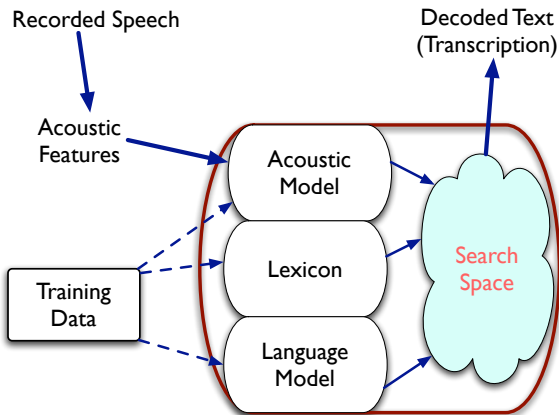 Recorded Speech
Decoded Text
(Transcription)
Acoustic
Features
Acoustic
Model
Lexicon
Search
Space
Training
Data
Language
Model